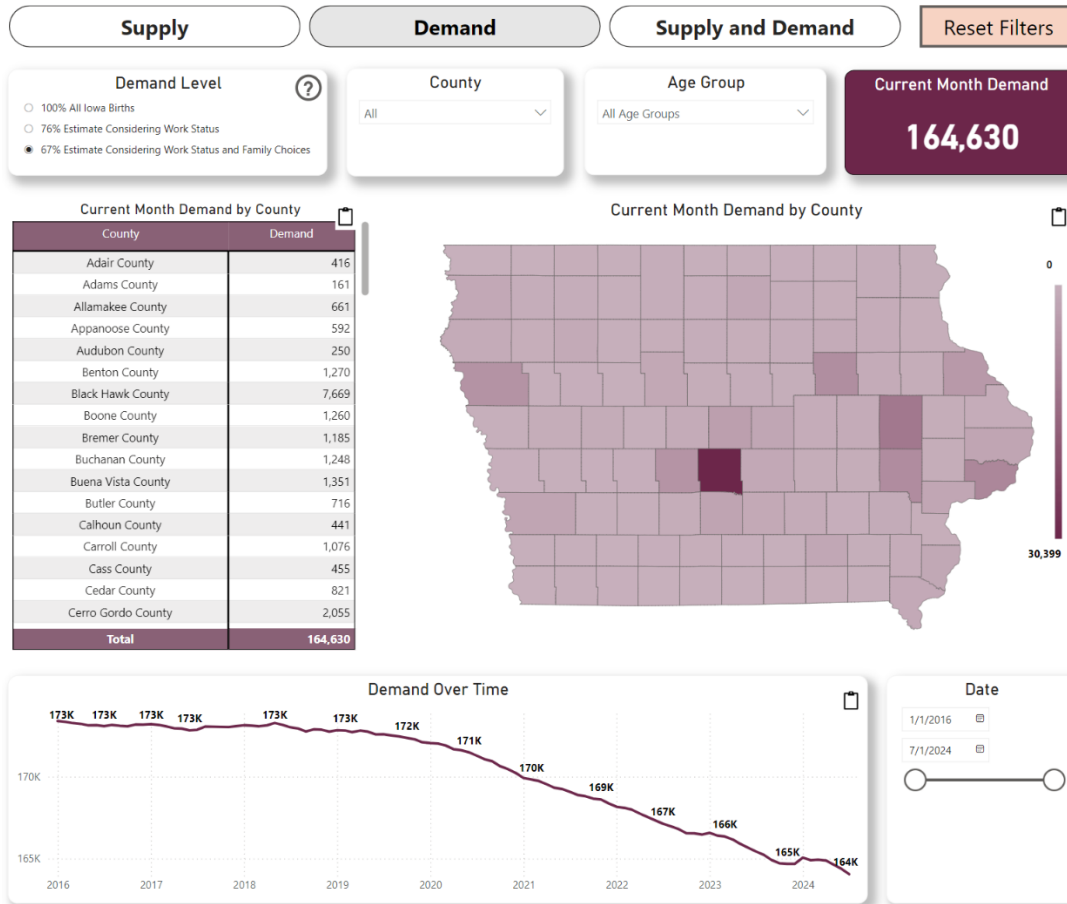 Supply
Demand
Supply and Demand
Reset Filters
Demand Level
?
100% All Iowa Births
76% Estimate Considering Work Status
67% Estimate Considering Work Status and Family Choices
County
All
Age Group
All Age Groups
Current Month Demand
164,630
Current Month Demand by County
County Demand
Adair County 416
Adams County 161
Allamakee County 661
Appanoose County 592
Audubon County 250
Benton County 1,270
Black Hawk County 7,669
Boone County 1,260
Bremer County 1,185
Buchanan County 1,248
Buena Vista County 1,351
Butler County 716
Calhoun County 441
Carroll County 1,076
Cass County 455
Cedar County 821
Cerro Gordo County 2,055
Total 164,630
Current Month Demand by County
0
30,399
Demand Over Time
173K 173K 173K 173K 173K 173K 172K 171K 170K 169K 167K 166K 165K 164K
170K
165K
2016 2017 2018 2019 2020 2021 2022 2023 2024
Date
1/1/2016
7/1/2024